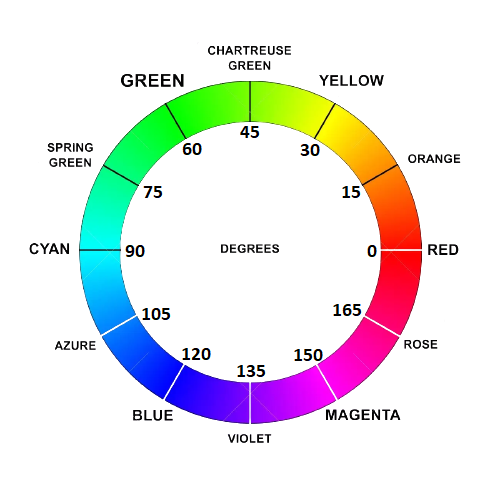 CHARTREUSE
GREEN
GREEN
YELLOW
45
60
30
SPRING
GREEN
ORANGE
75
15
CYAN
90
DEGREES
0
RED
105
165
AZURE
ROSE
120
150
135
BLUE
MAGENTA
VIOLET